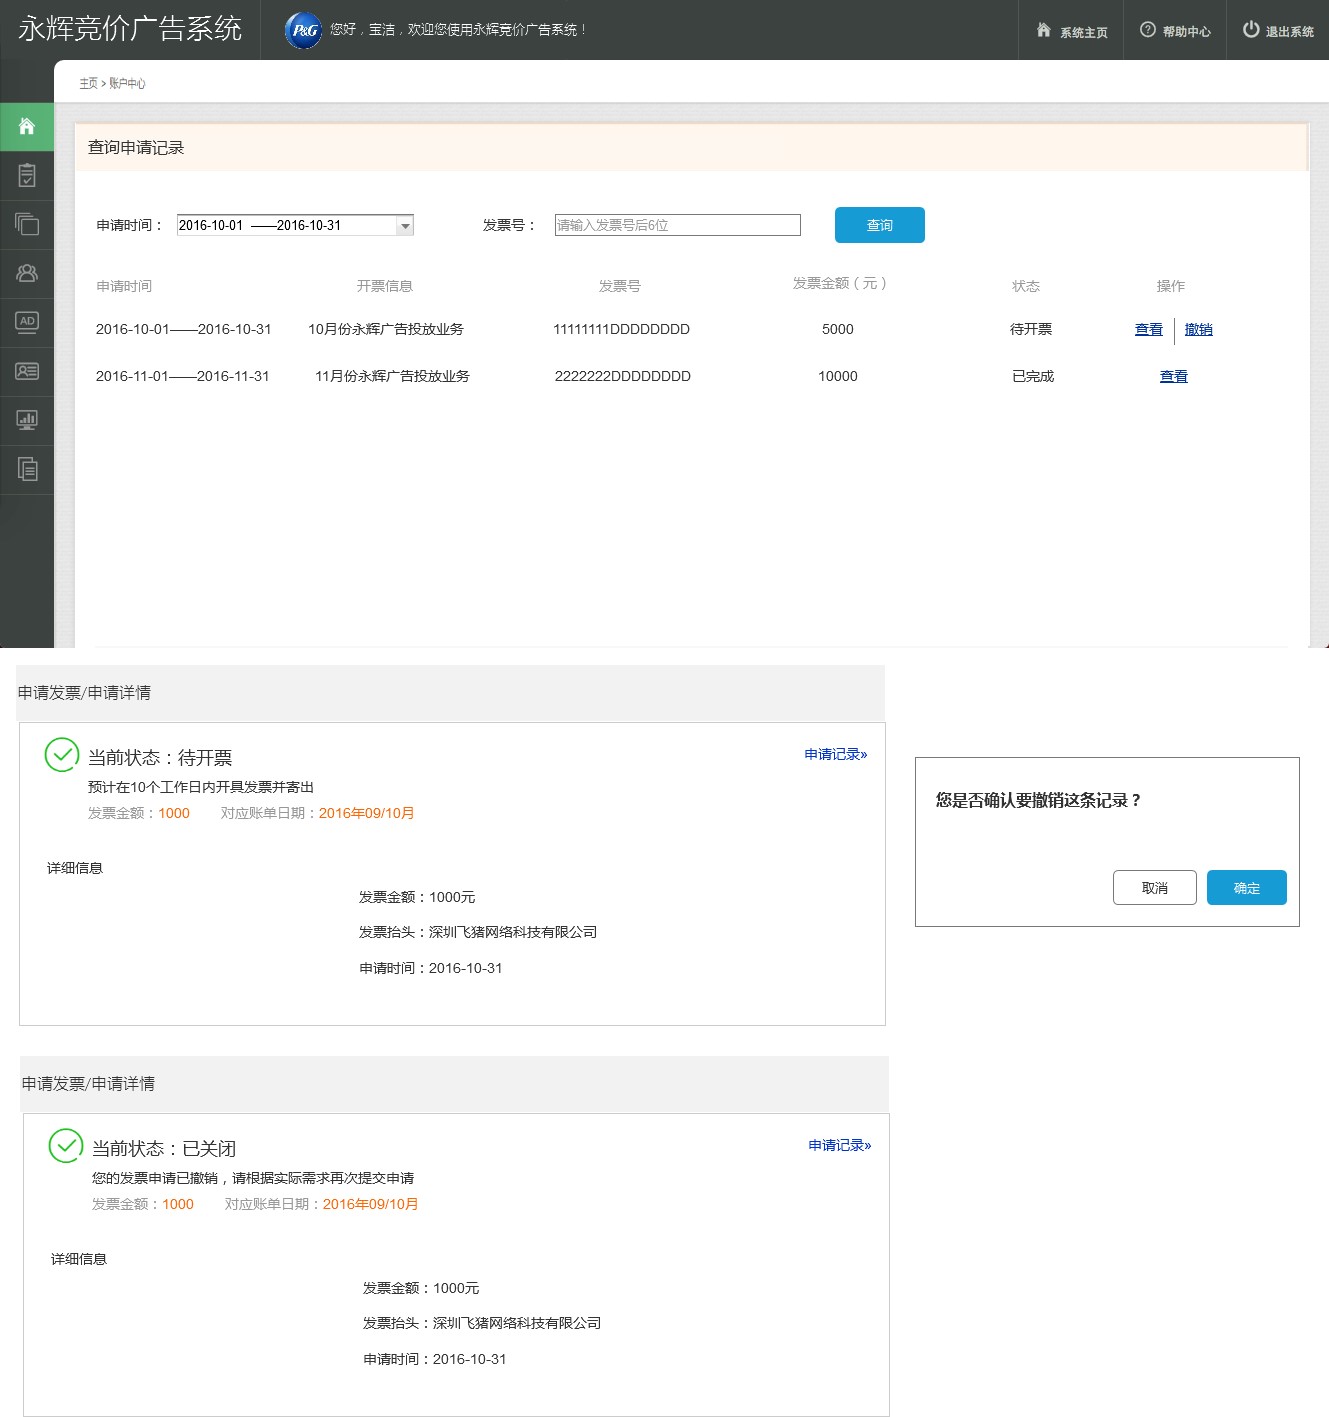 永辉竞价广告系统
P&G
您好，宝洁，欢迎您使用永辉竞价广告系统！
系统主页
帮助中心
退出系统
主页 > 账户中心
AD
查询申请记录
申请时间： 2016-10-01 ——2016-10-31 发票号： 请输入发票号后6位 查询
申请时间 开票信息 发票号 发票金额（元） 状态 操作
2016-10-01——2016-10-31 10月份永辉广告投放业务 11111111DDDDDDDD 5000 待开票 查看 撤销
2016-11-01——2016-11-31 11月份永辉广告投放业务 2222222DDDDDDDD 10000 已完成 查看
申请发票/申请详情
当前状态：待开票 申请记录»
预计在10个工作日内开具发票并寄出
发票金额：1000 对应账单日期：2016年09/10月
详细信息
发票金额：1000元
发票抬头：深圳飞猪网络科技有限公司
申请时间：2016-10-31
您是否确认要撤销这条记录？
取消 确定
申请发票/申请详情
当前状态：已关闭 申请记录»
您的发票申请已撤销，请根据实际需求再次提交申请
发票金额：1000 对应账单日期：2016年09/10月
详细信息
发票金额：1000元
发票抬头：深圳飞猪网络科技有限公司
申请时间：2016-10-31